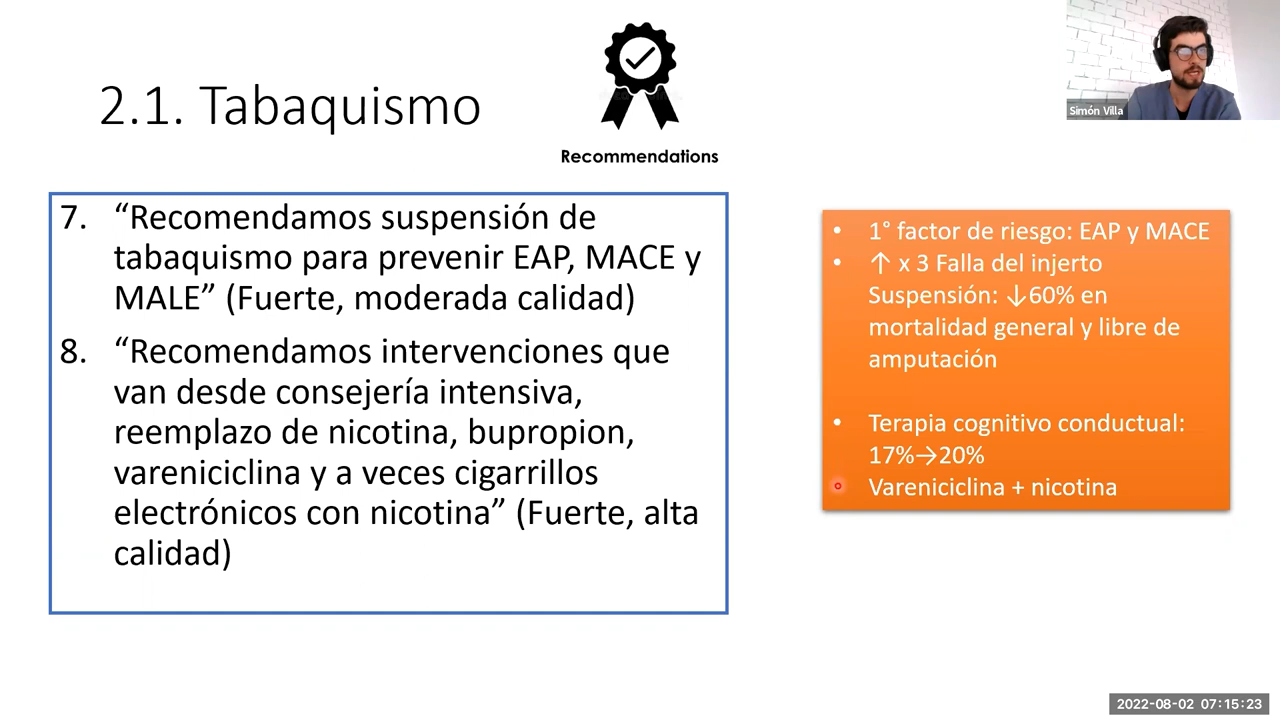 2.1. Tabaquismo
Recommendations
Simón Villa
7. “Recomendamos suspensión de
tabaquismo para prevenir EAP, MACE y
MALE” (Fuerte, moderada calidad)
8. “Recomendamos intervenciones que
van desde consejería intensiva,
reemplazo de nicotina, bupropion,
vareniciclina y a veces cigarrillos
electrónicos con nicotina” (Fuerte, alta
calidad)
• 1° factor de riesgo: EAP y MACE
• ↑ x 3 Falla del injerto
Suspensión: ↓60% en
mortalidad general y libre de
amputación
• Terapia cognitivo conductual:
17%→20%
• Vareniciclina + nicotina
2022-08-02 07:15:23